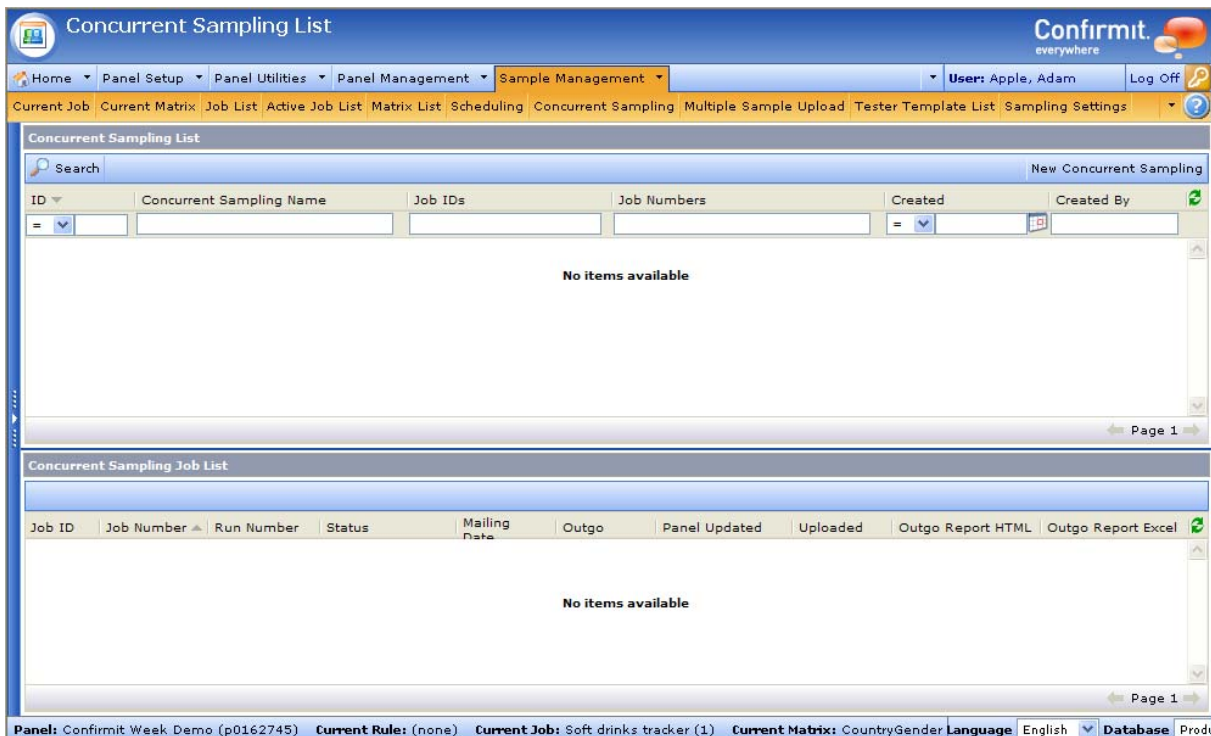 Concurrent Sampling List
Confirmit.
everywhere
Home Panel Setup Panel Utilities Panel Management Sample Management User: Apple, Adam Log Off
Current Job Current Matrix Job List Active Job List Matrix List Scheduling Concurrent Sampling Multiple Sample Upload Tester Template List Sampling Settings
Concurrent Sampling List
Search New Concurrent Sampling
ID Concurrent Sampling Name Job IDs Job Numbers Created Created By
= =
No items available
Page 1
Concurrent Sampling Job List
Job ID Job Number Run Number Status Mailing Date Outgo Panel Updated Uploaded Outgo Report HTML Outgo Report Excel
No items available
Page 1
Panel: Confirmit Week Demo (p0162745) Current Rule: (none) Current Job: Soft drinks tracker (1) Current Matrix: CountryGender Language English Database Produ